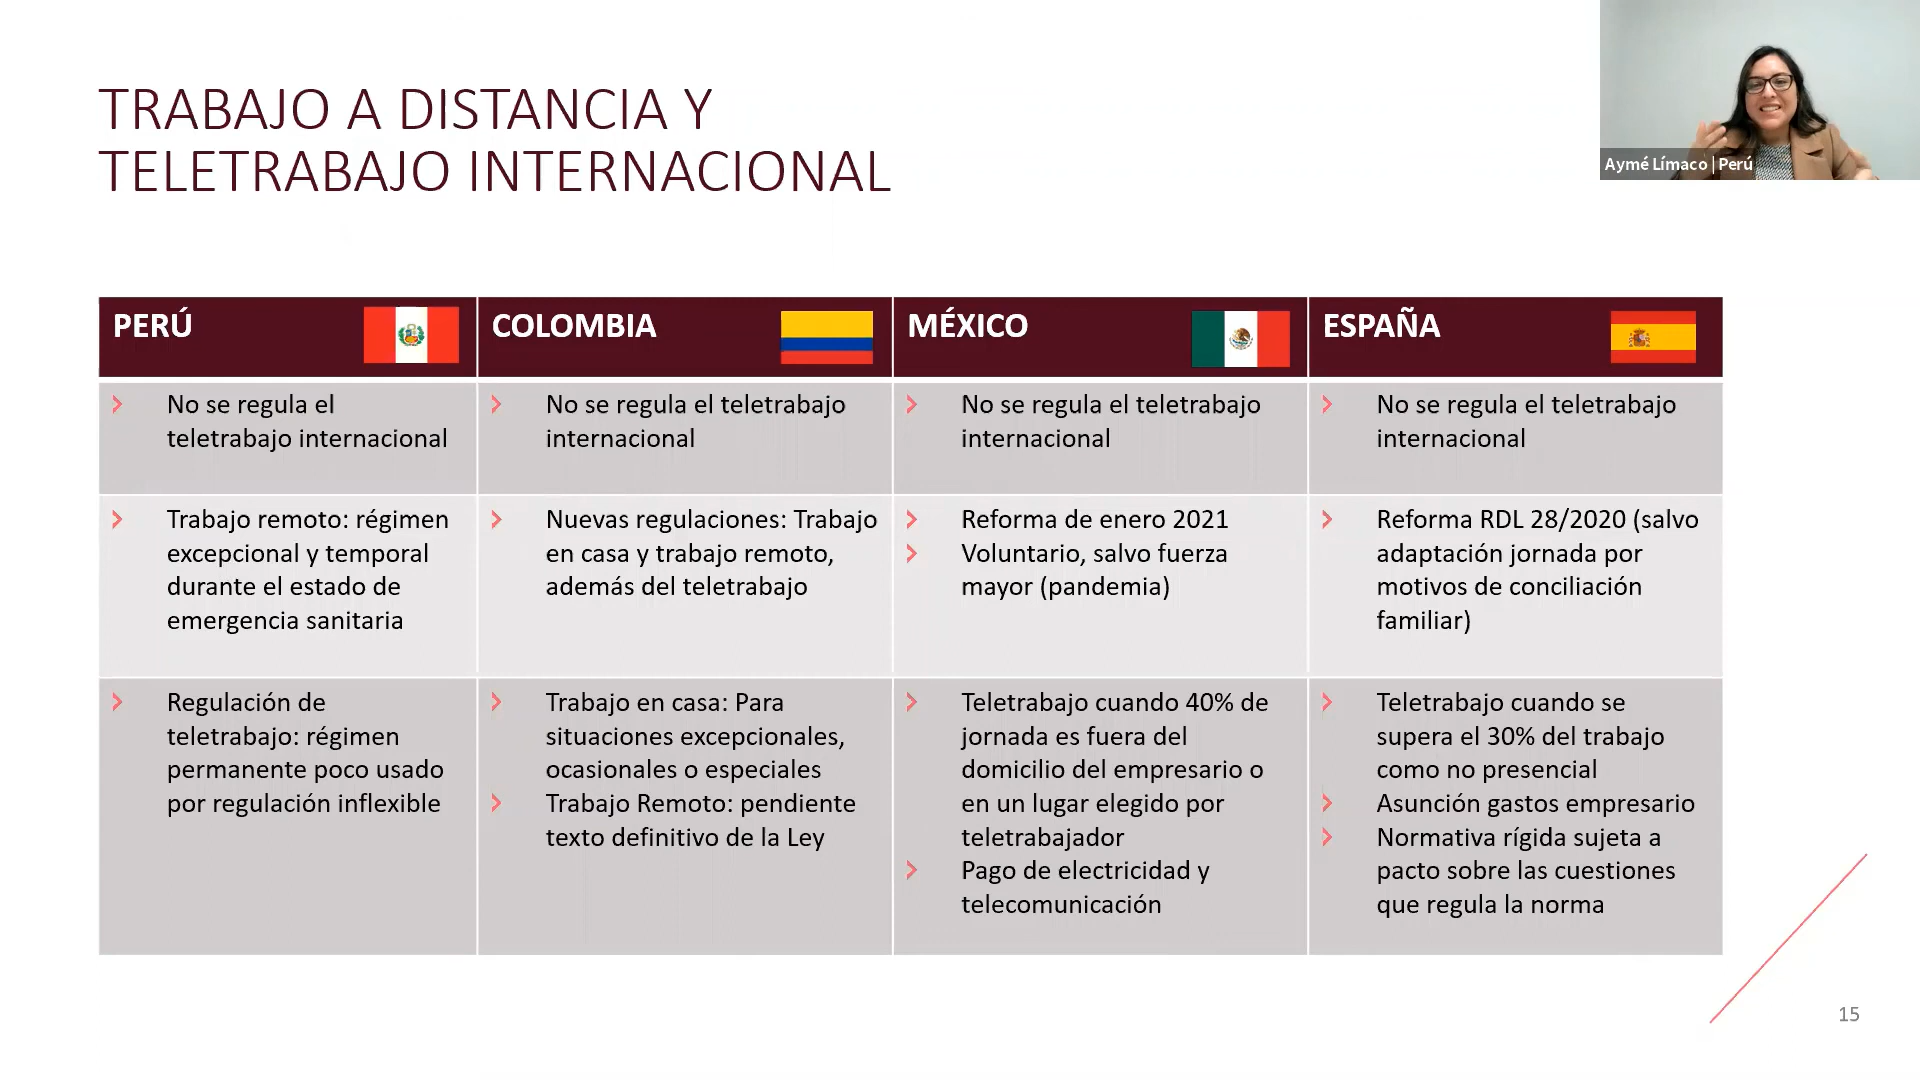 TRABAJO A DISTANCIA Y
TELETRABAJO INTERNACIONAL
Aymé Límaco | Perú
PERÚ
COLOMBIA
MÉXICO
ESPAÑA
No se regula el
teletrabajo internacional
No se regula el teletrabajo
internacional
No se regula el teletrabajo
internacional
No se regula el teletrabajo
internacional
Trabajo remoto: régimen
excepcional y temporal
durante el estado de
emergencia sanitaria
Nuevas regulaciones: Trabajo
en casa y trabajo remoto,
además del teletrabajo
Reforma de enero 2021
Voluntario, salvo fuerza
mayor (pandemia)
Reforma RDL 28/2020 (salvo
adaptación jornada por
motivos de conciliación
familiar)
Regulación de
teletrabajo: régimen
permanente poco usado
por regulación inflexible
Trabajo en casa: Para
situaciones excepcionales,
ocasionales o especiales
Trabajo Remoto: pendiente
texto definitivo de la Ley
Teletrabajo cuando 40% de
jornada es fuera del
domicilio del empresario o
en un lugar elegido por
teletrabajador
Pago de electricidad y
telecomunicación
Teletrabajo cuando se
supera el 30% del trabajo
como no presencial
Asunción gastos empresario
Normativa rígida sujeta a
pacto sobre las cuestiones
que regula la norma
15